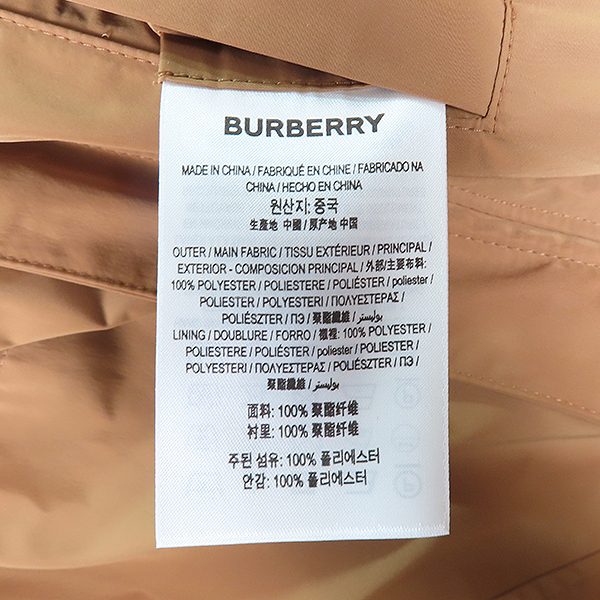 BURBERRY
MADE IN CHINA / FABRIQUÉ EN CHINE / FABRICADO NA
CHINA / HECHO EN CHINA
원산지: 중국
生產地 中國 / 原产地 中国
OUTER / MAIN FABRIC / TISSU EXTÉRIEUR / PRINCIPAL /
EXTERIOR - COMPOSICION PRINCIPAL / 外部/主要布料:
100% POLYESTER / POLIESTERE / POLIÉSTER / poliester /
POLIESTER / POLYESTERI / ΠΟΛΥΕΣΤΕΡΑΣ /
POLIÉSZTER / ПЭ / 聚酯纖維 / بوليستر /
LINING / DOUBLURE / FORRO / 襯裡: 100% POLYESTER /
POLIESTERE / POLIÉSTER / poliester / POLIESTER /
POLYESTERI / ΠΟΛΥΕΣΤΕΡΑΣ / POLIÉSZTER / ПЭ /
聚酯纖維 / بوليستر /
面料: 100% 聚酯纤维
衬里: 100% 聚酯纤维
주된 섬유: 100% 폴리에스터
안감: 100% 폴리에스터